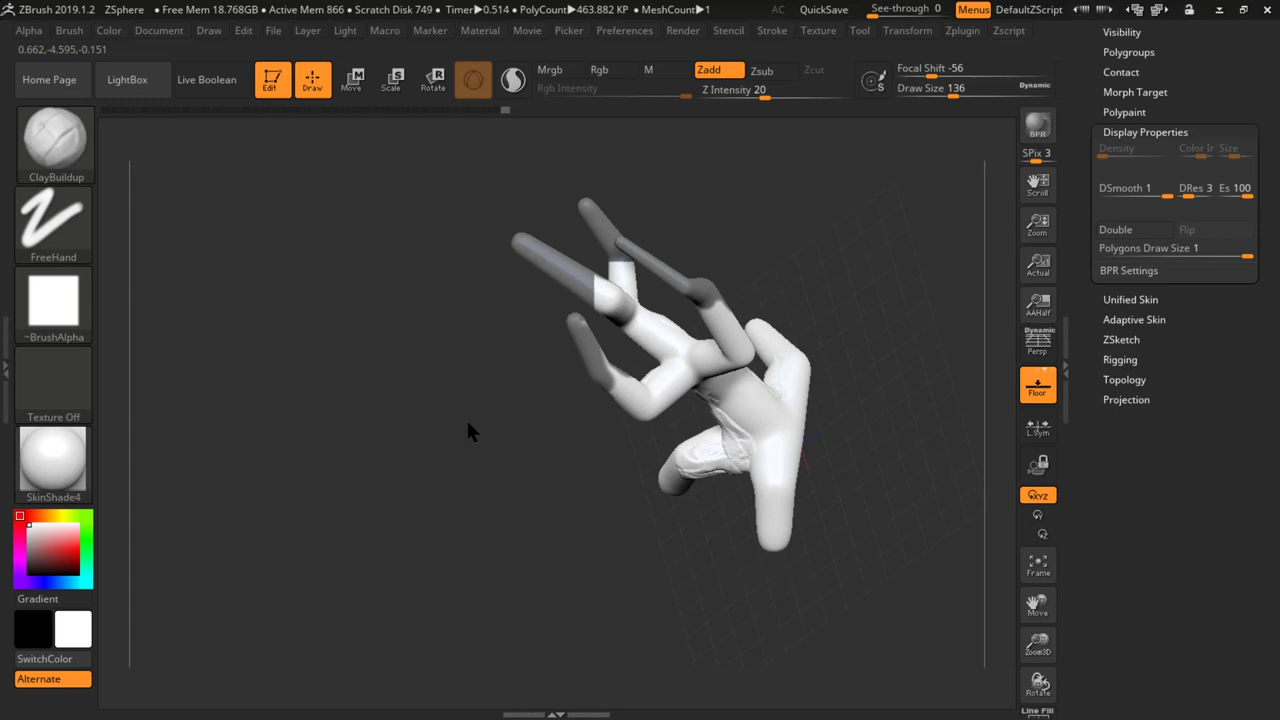 ZBrush 2019.1.2 • Free Mem 18.768GB • Active Mem 866 • Scratch Disk 749 • Timer▶0.514 • PolyCount▶463.882 KP • MeshCount▶1 AC QuickSave See-through 0 Menus DefaultZScript
Alpha Brush Color Document Draw Edit File Layer Light Macro Marker Material Movie Picker Preferences Render Stencil Stroke Texture Tool Transform Zplugin Zscript
0.662,-4.595,-0.151
Home Page LightBox Live Boolean Edit Draw Move Scale Rotate
M S R
Mrgb Rgb M Zadd Zsub Zcut
Rgb Intensity Z Intensity 20
S Focal Shift -56
Draw Size 136 Dynamic
ClayBuildup
FreeHand
~BrushAlpha
Texture Off
SkinShade4
Gradient
SwitchColor
Alternate
BPR
SPix 3
Scroll
Zoom
Actual
AAHalf
Dynamic
Persp
Floor
L.Sym
XYZ
Y
Z
Frame
Move
Zoom3D
Rotate
Line Fill
Visibility
Polygroups
Contact
Morph Target
Polypaint
Display Properties
Density Color Ir Size
DSmooth 1 DRes 3 Es 100
Double Flip
Polygons Draw Size 1
BPR Settings
Unified Skin
Adaptive Skin
ZSketch
Rigging
Topology
Projection